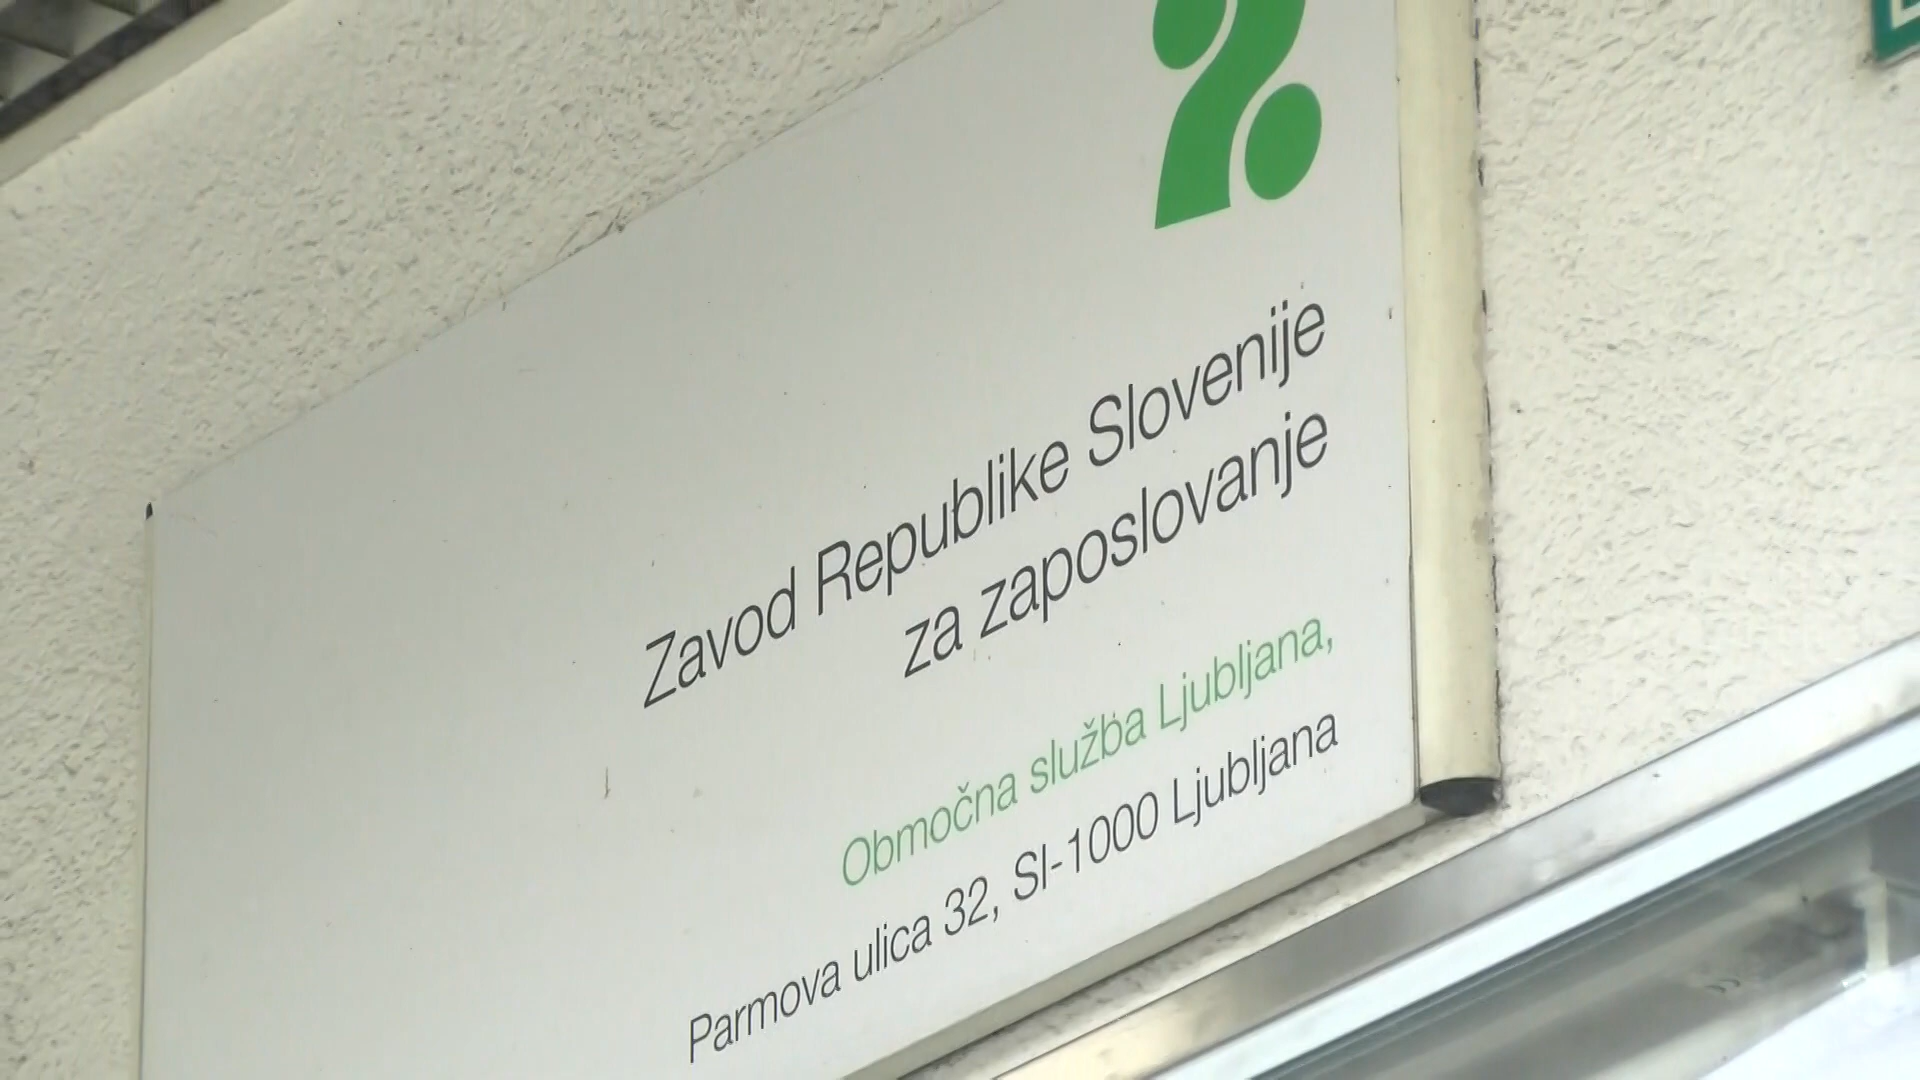 Zavod Republike Slovenije
za zaposlovanje
Območna služba Ljubljana,
Parmova ulica 32, SI-1000 Ljubljana